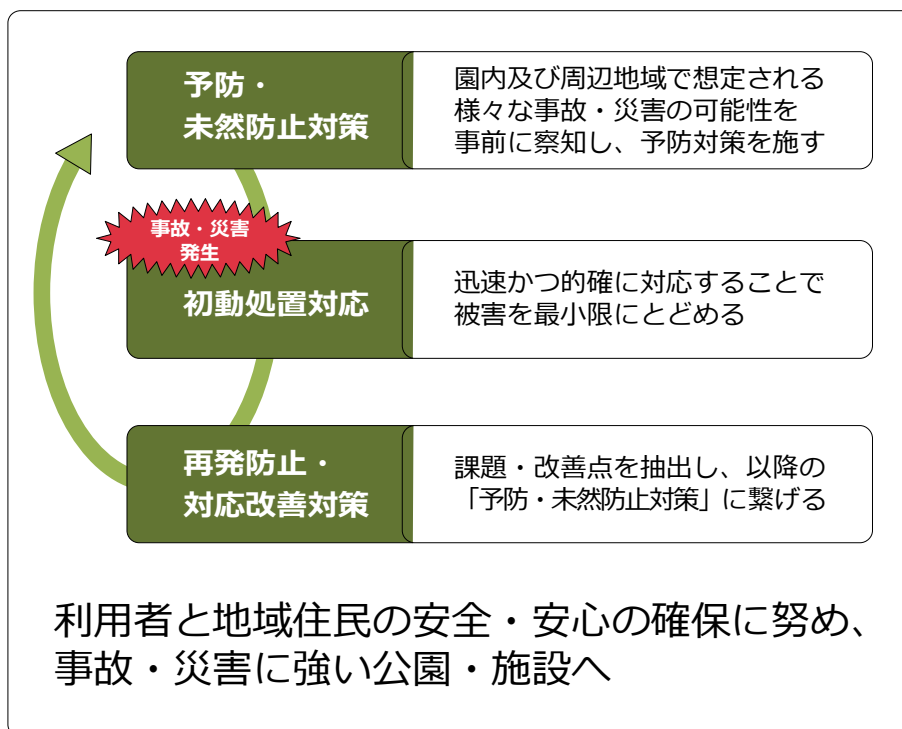 予防・
未然防止対策
園内及び周辺地域で想定される
様々な事故・災害の可能性を
事前に察知し、予防対策を施す
事故・災害
発生
初動処置対応
迅速かつ的確に対応することで
被害を最小限にとどめる
再発防止・
対応改善対策
課題・改善点を抽出し、以降の
「予防・未然防止対策」に繋げる
利用者と地域住民の安全・安心の確保に努め、
事故・災害に強い公園・施設へ